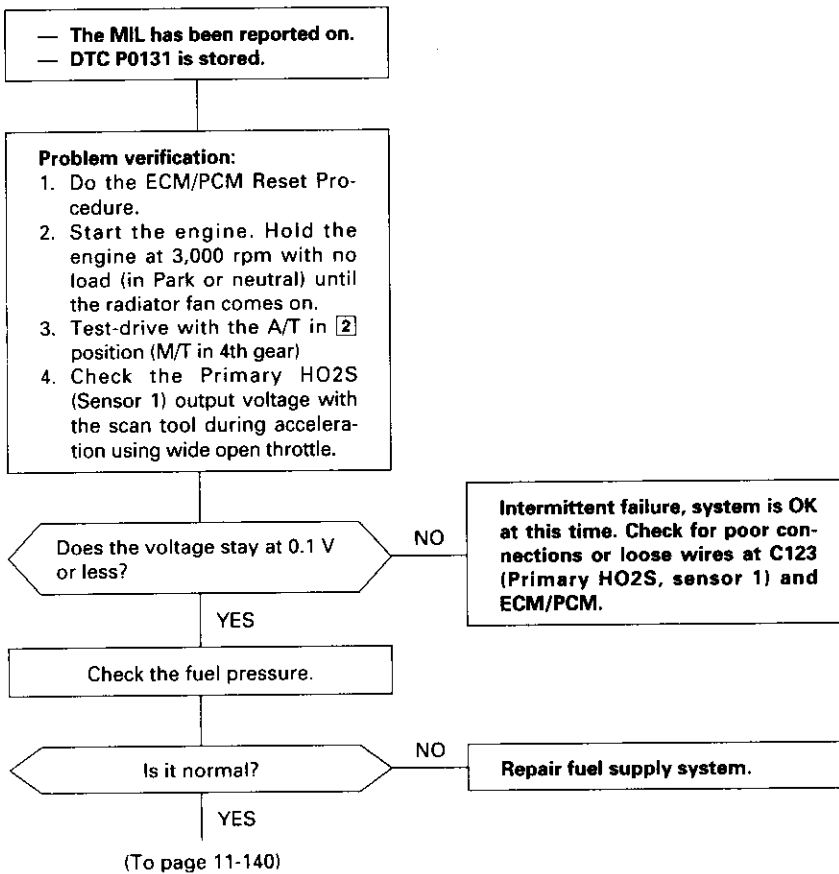 — The MIL has been reported on.
— DTC P0131 is stored.
Problem verification:
1. Do the ECM/PCM Reset Pro-
cedure.
2. Start the engine. Hold the
engine at 3,000 rpm with no
load (in Park or neutral) until
the radiator fan comes on.
3. Test-drive with the A/T in 2
position (M/T in 4th gear)
4. Check the Primary HO2S
(Sensor 1) output voltage with
the scan tool during accelera-
tion using wide open throttle.
Does the voltage stay at 0.1 V
or less?
NO
Intermittent failure, system is OK
at this time. Check for poor con-
nections or loose wires at C123
(Primary HO2S, sensor 1) and
ECM/PCM.
YES
Check the fuel pressure.
Is it normal?
NO
Repair fuel supply system.
YES
(To page 11-140)